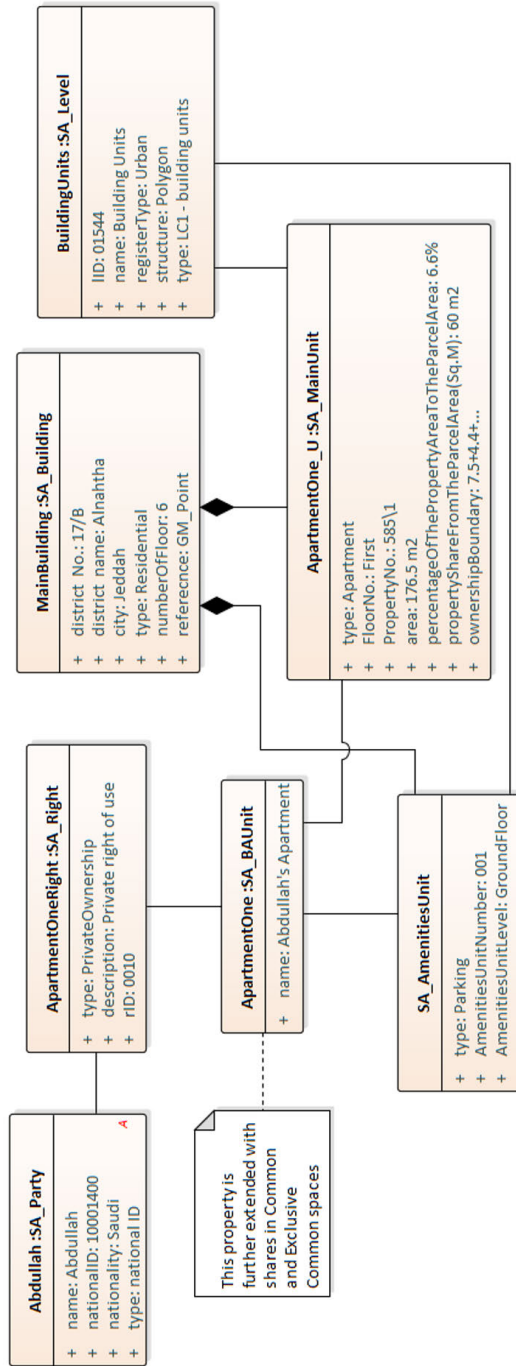 Abdullah :SA_Party
+ name: Abdullah
+ nationalID: 10001400
+ nationality: Saudi
+ type: national ID
A
ApartmentOneRight :SA_Right
+ type: PrivateOwnership
+ description: Private right of use
+ rID: 0010
MainBuilding :SA_Building
+ district_No.: 17/B
+ district_name: Alnahtha
+ city: Jeddah
+ type: Residential
+ numberOfFloor: 6
+ referecnce: GM_Point
BuildingUnits :SA_Level
+ lID: 01544
+ name: Building Units
+ registerType: Urban
+ structure: Polygon
+ type: LC1 - building units
This property is
further extended with
shares in Common
and Exclusive
Common spaces
ApartmentOne :SA_BAUnit
+ name: Abdullah's Apartment
ApartmentOne_U :SA_MainUnit
+ type: Apartment
+ FloorNo.: First
+ PropertyNo.: 585\1
+ area: 176.5 m2
+ percentageOfThePropertyAreaToTheParcelArea: 6.6%
+ propertyShareFromTheParcelArea(Sq.M): 60 m2
+ ownershipBoundary: 7.5+4.4+...
SA_AmenitiesUnit
+ type: Parking
+ AmenitiesUnitNumber: 001
+ AmenitiesUnitLevel: GroundFloor